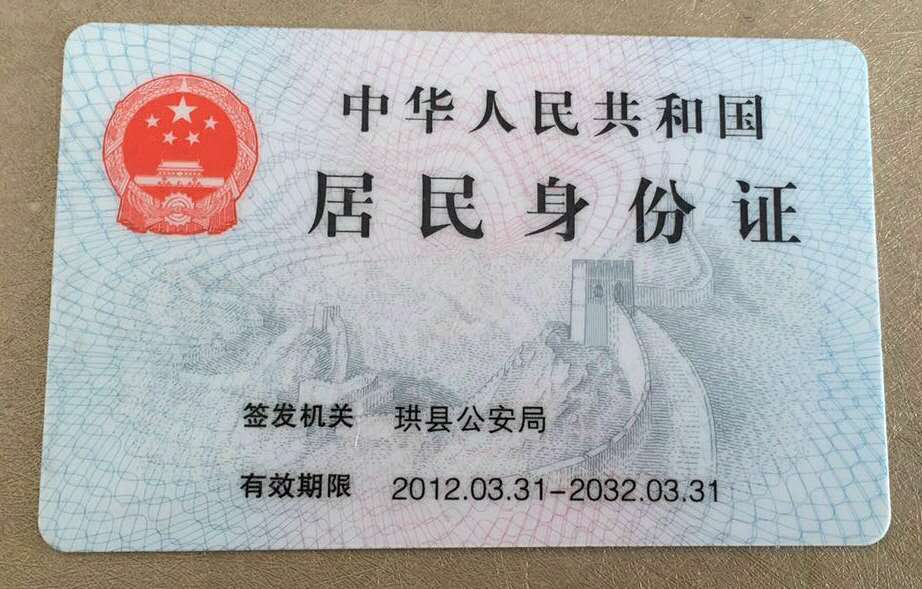 中华人民共和国
居民身份证
签发机关 珙县公安局
有效期限 2012.03.31-2032.03.31